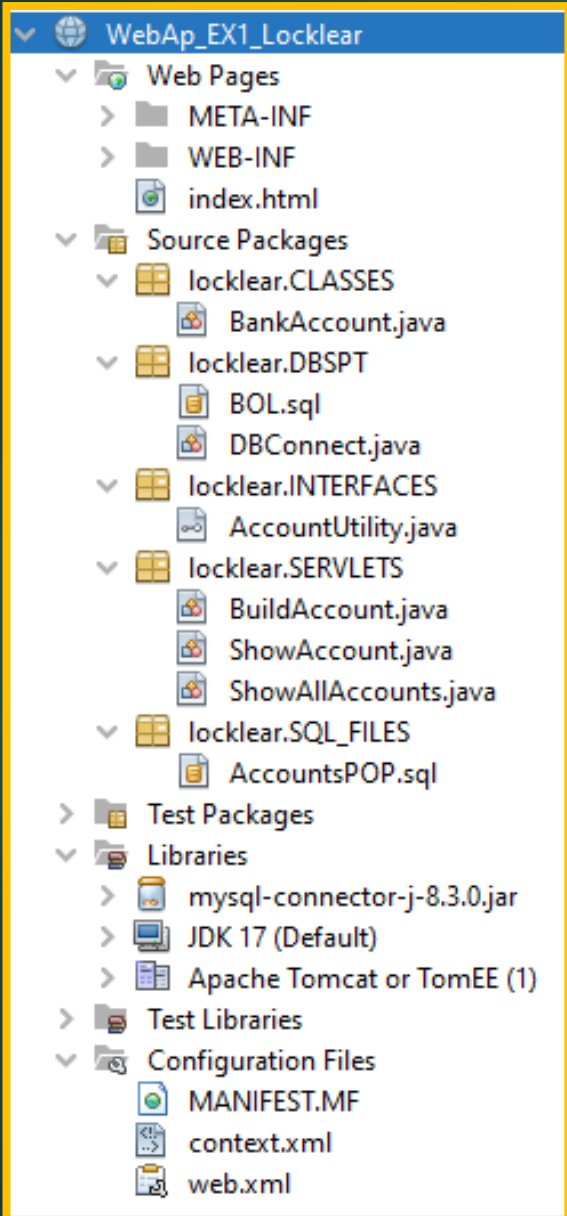 WebAp_EX1_Locklear
Web Pages
META-INF
WEB-INF
index.html
Source Packages
locklear.CLASSES
BankAccount.java
locklear.DBSPT
BOL.sql
DBConnect.java
locklear.INTERFACES
AccountUtility.java
locklear.SERVLETS
BuildAccount.java
ShowAccount.java
ShowAllAccounts.java
locklear.SQL_FILES
AccountsPOP.sql
Test Packages
Libraries
mysql-connector-j-8.3.0.jar
JDK 17 (Default)
Apache Tomcat or TomEE (1)
Test Libraries
Configuration Files
MANIFEST.MF
context.xml
web.xml